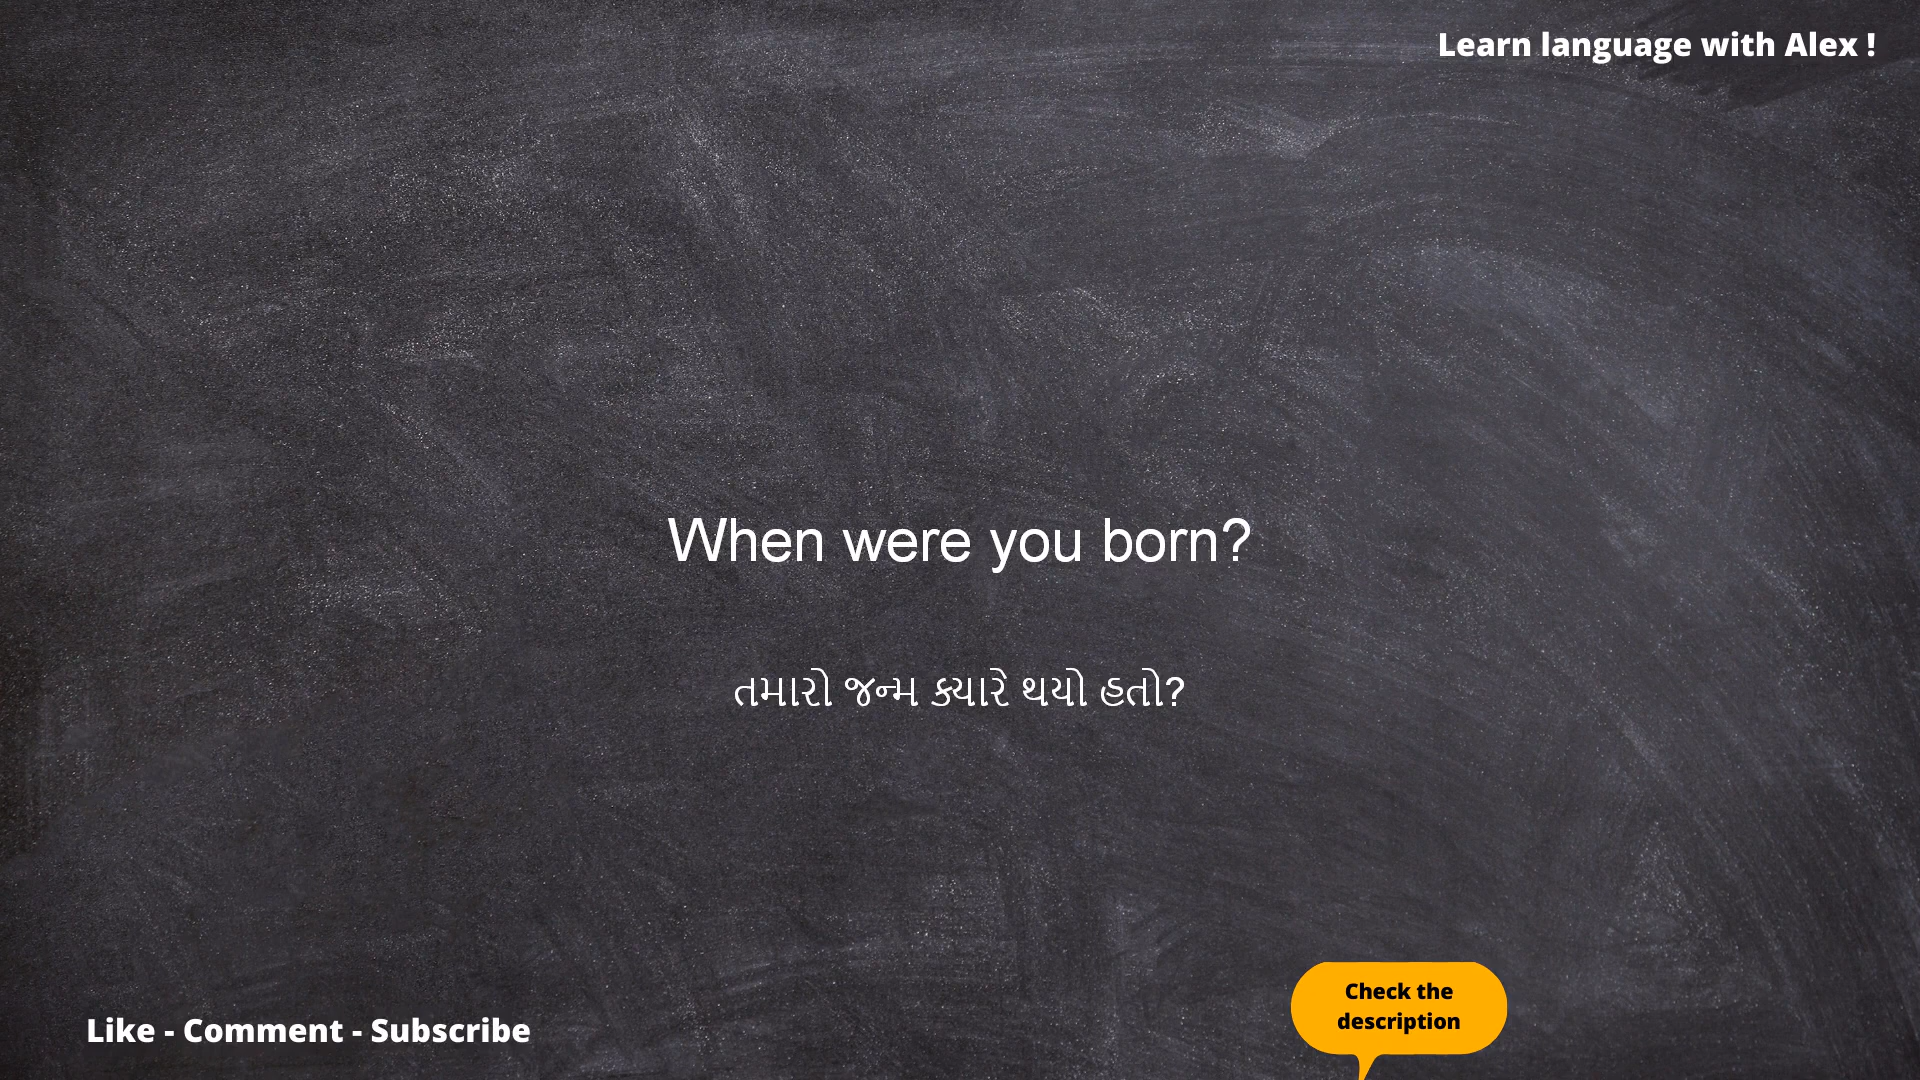 Learn language with Alex !
When were you born?
તમારો જન્મ ક્યારે થયો હતો?
Check the
description
Like - Comment - Subscribe